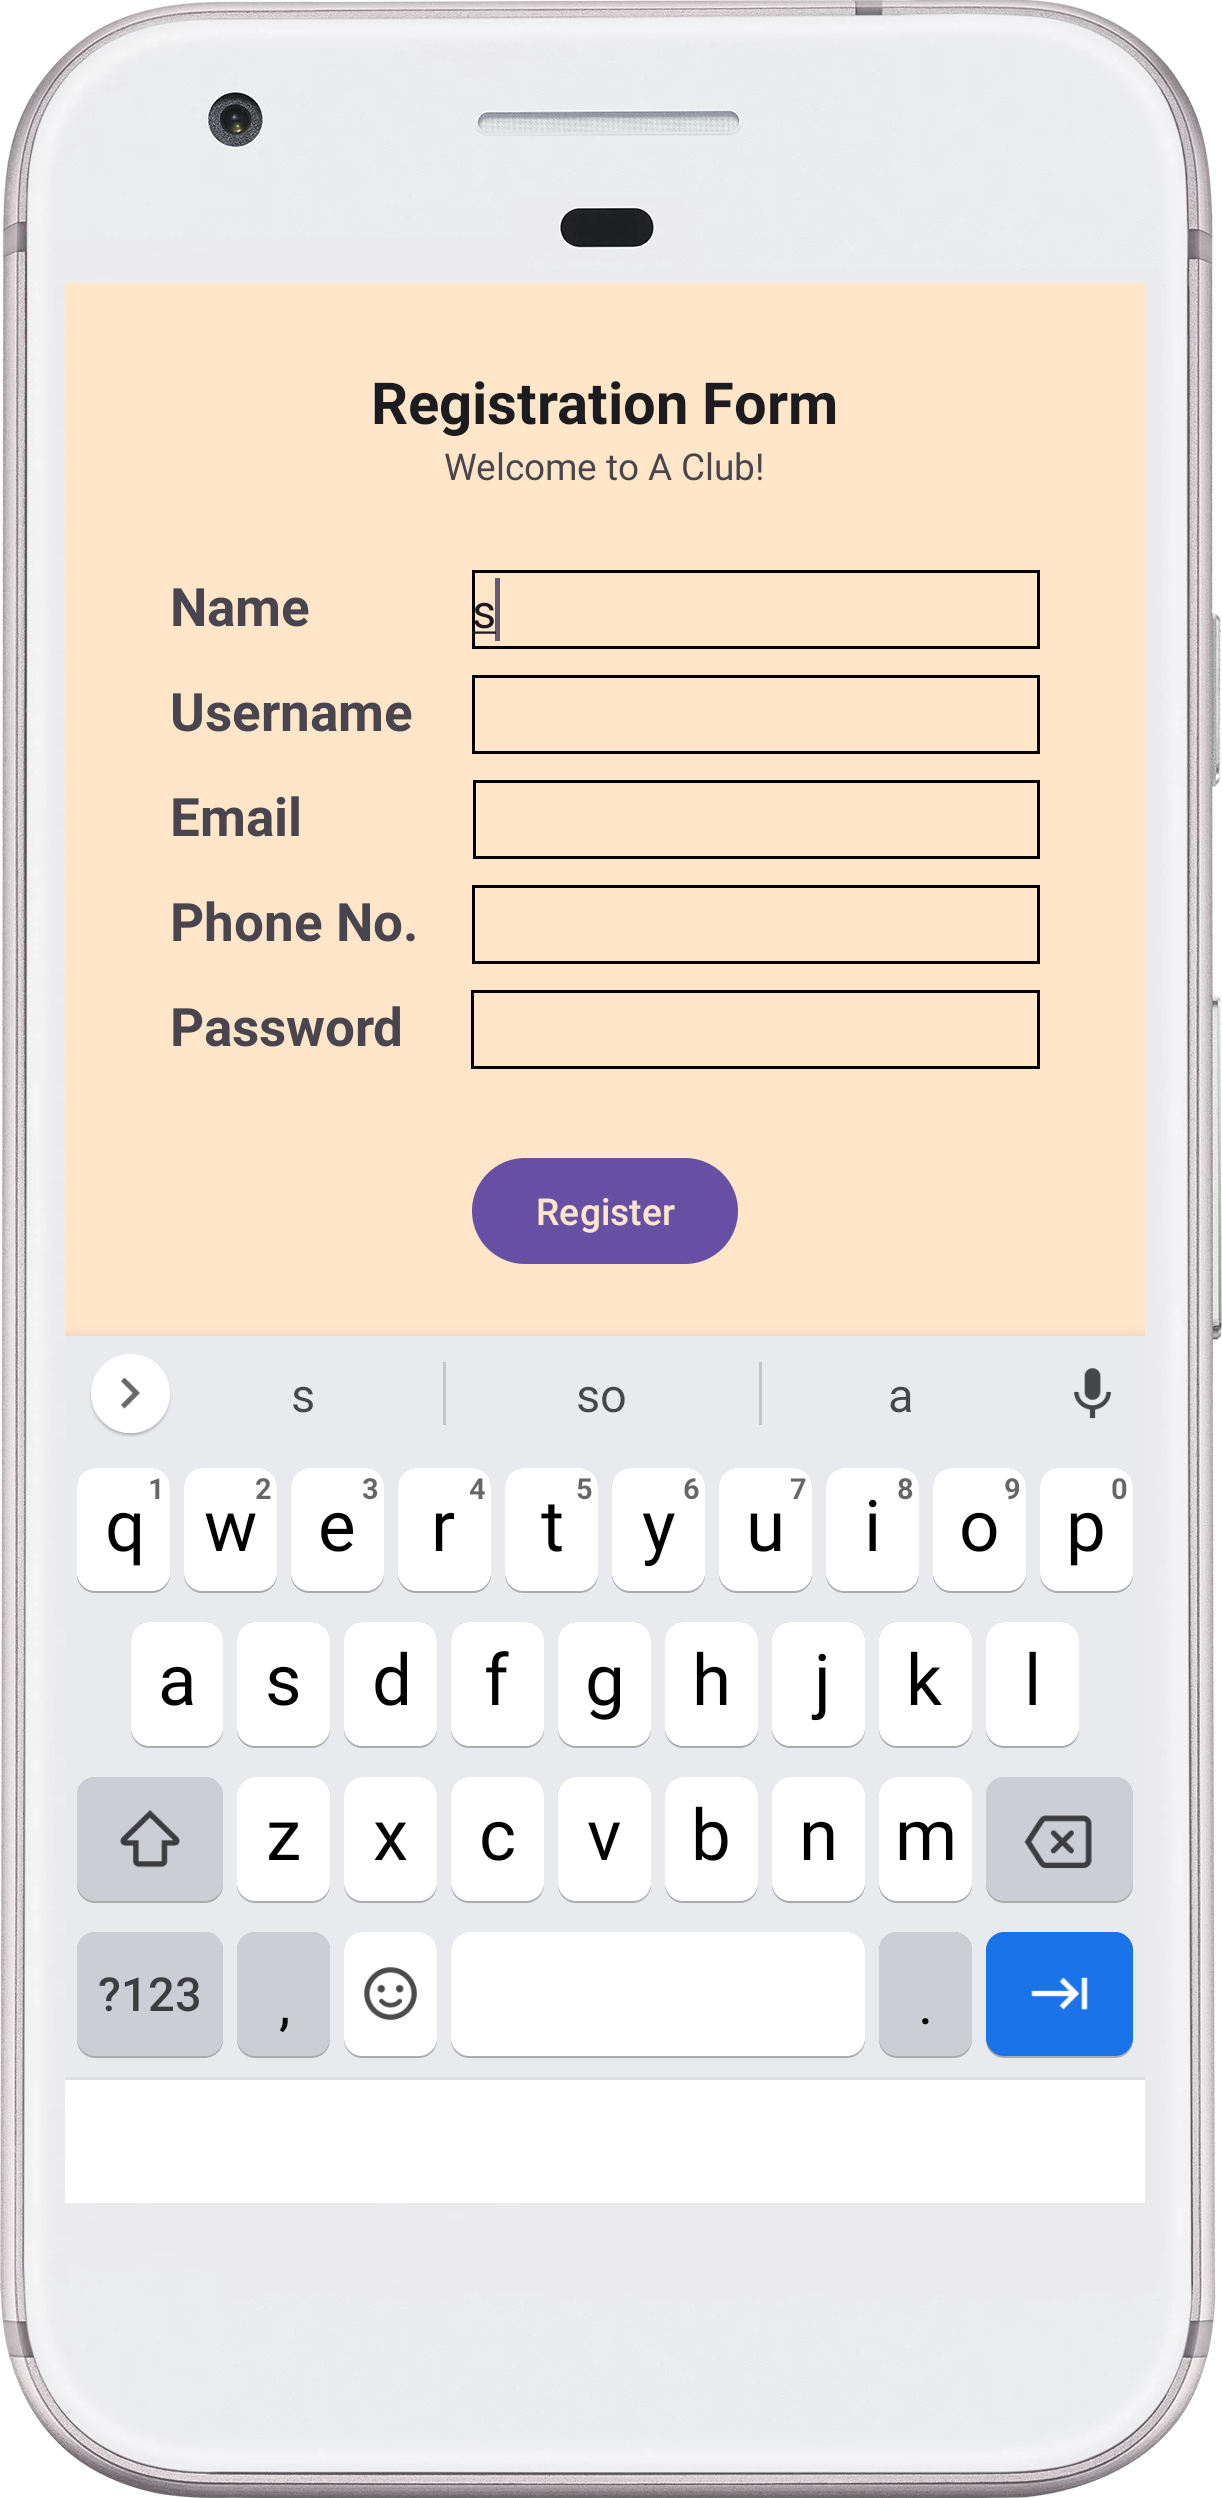 Registration Form
Welcome to A Club!
Name s
Username
Email
Phone No.
Password
Register
s so a
1 2 3 4 5 6 7 8 9 0
q w e r t y u i o p
a s d f g h j k l
z x c v b n m
?123 , .